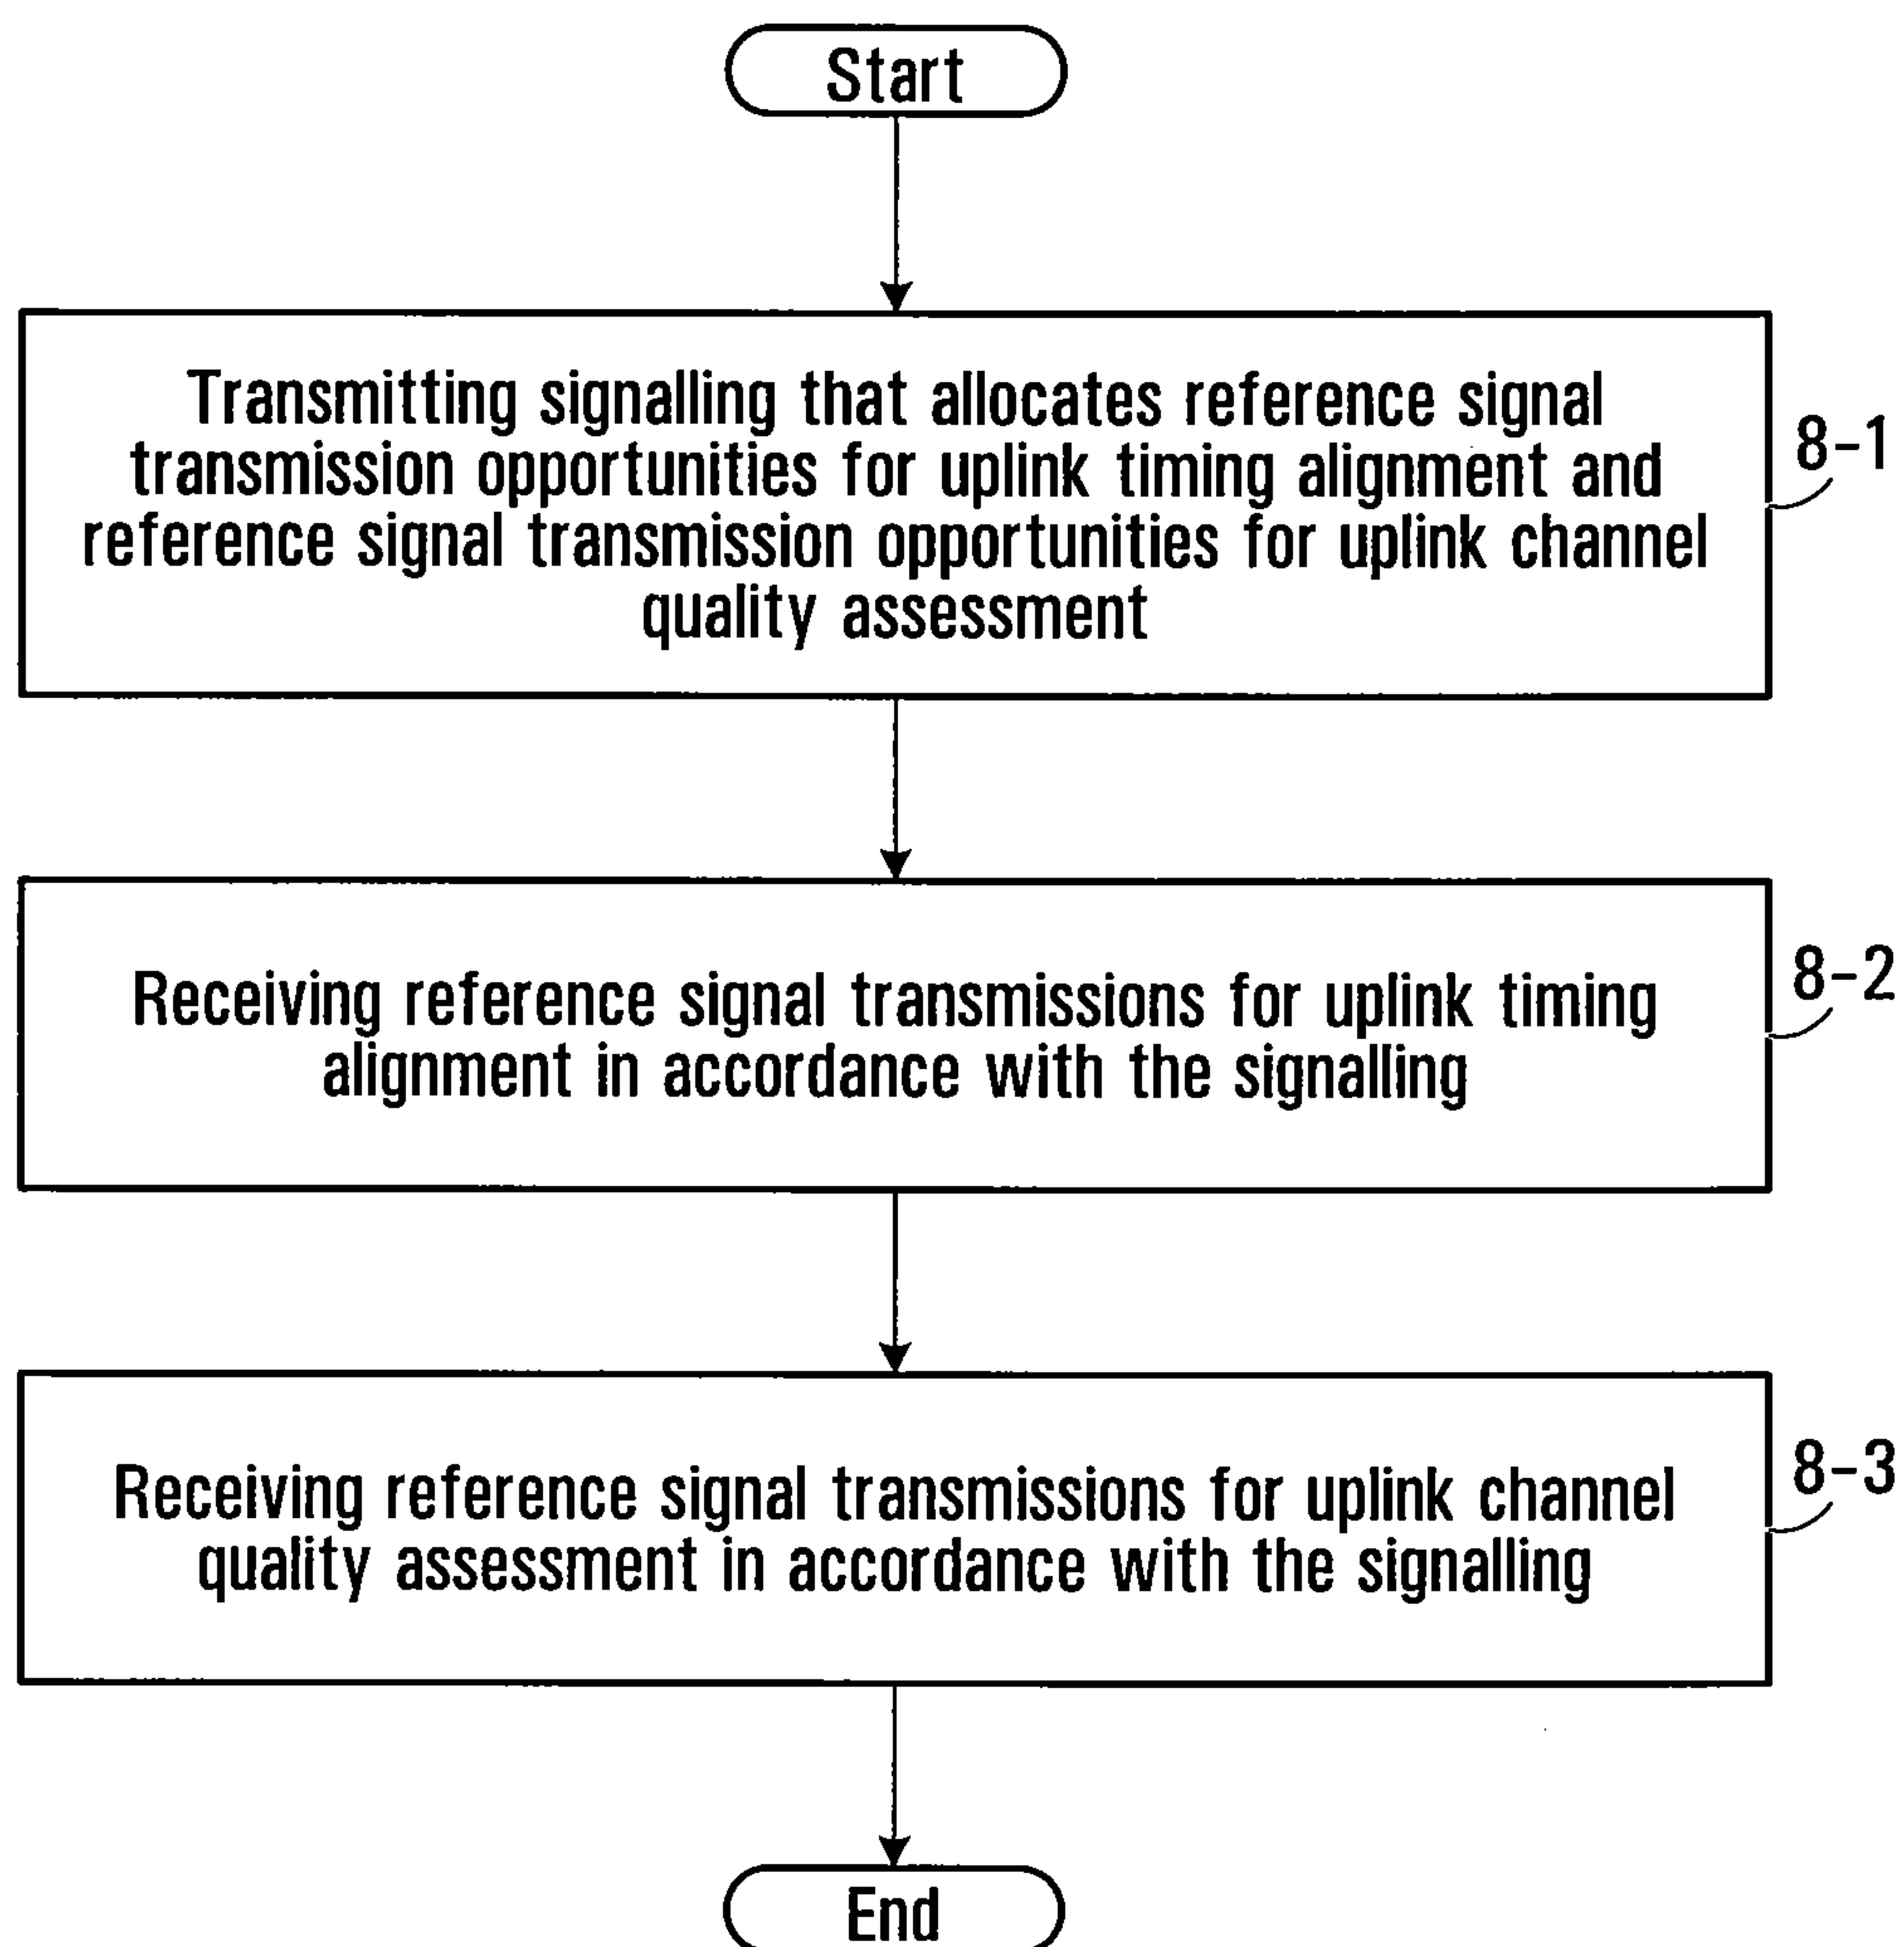 Start
Transmitting signalling that allocates reference signal
transmission opportunities for uplink timing alignment and
reference signal transmission opportunities for uplink channel
quality assessment
8-1
Receiving reference signal transmissions for uplink timing
alignment in accordance with the signalling
8-2
Receiving reference signal transmissions for uplink channel
quality assessment in accordance with the signalling
8-3
End